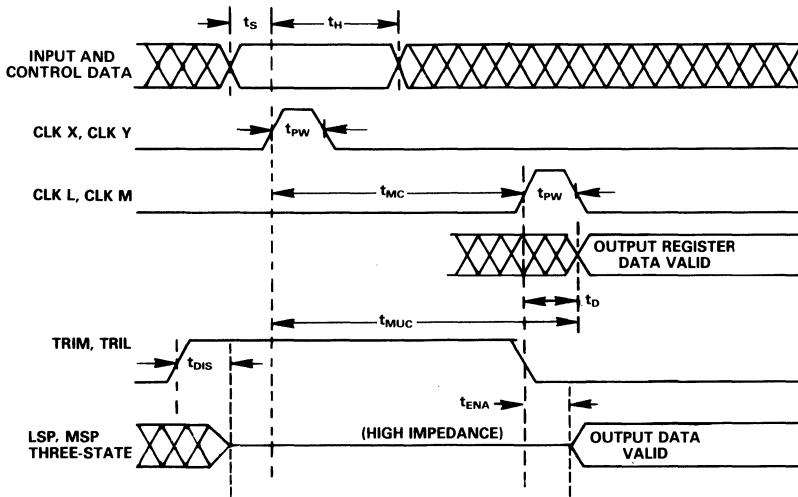 tS
tH
INPUT AND
CONTROL DATA
CLK X, CLK Y
tPW
CLK L, CLK M
tMC
tPW
OUTPUT REGISTER
DATA VALID
tD
tMUC
TRIM, TRIL
tDIS
tENA
LSP, MSP
THREE-STATE
(HIGH IMPEDANCE)
OUTPUT DATA
VALID